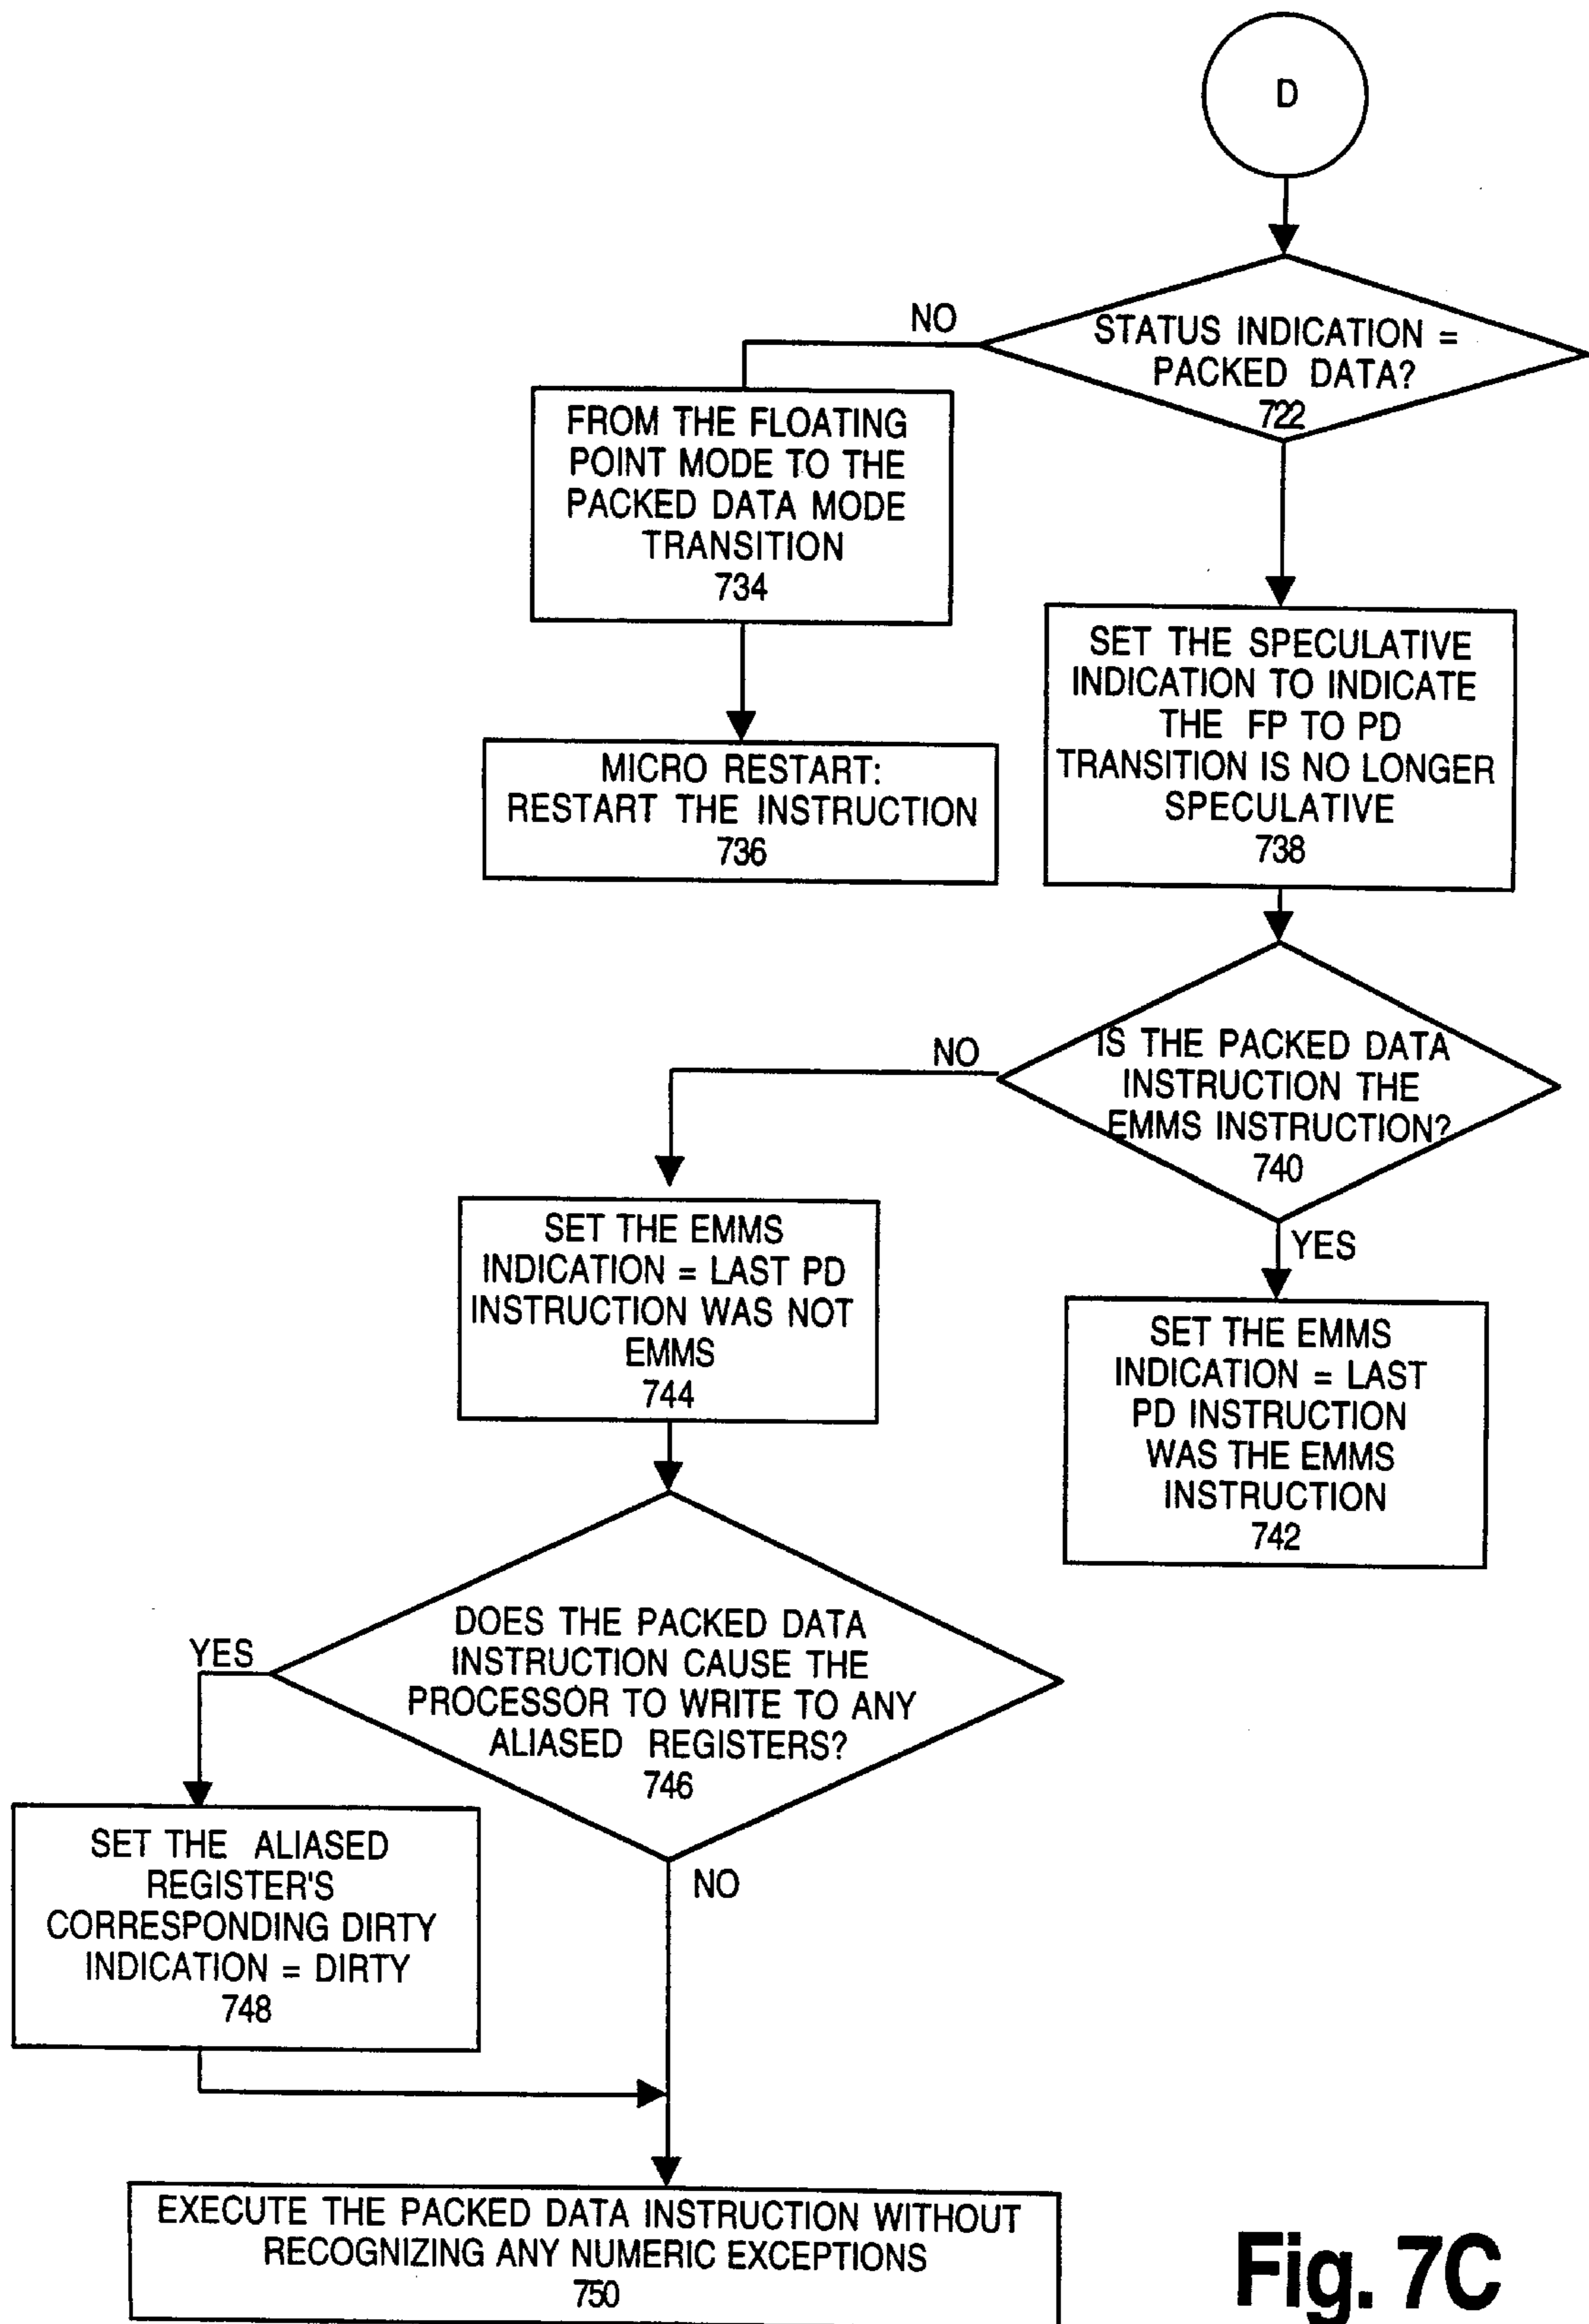 D
NO
STATUS INDICATION =
PACKED DATA?
722
FROM THE FLOATING
POINT MODE TO THE
PACKED DATA MODE
TRANSITION
734
MICRO RESTART:
RESTART THE INSTRUCTION
736
SET THE SPECULATIVE
INDICATION TO INDICATE
THE FP TO PD
TRANSITION IS NO LONGER
SPECULATIVE
738
NO
IS THE PACKED DATA
INSTRUCTION THE
EMMS INSTRUCTION?
740
YES
SET THE EMMS
INDICATION = LAST PD
INSTRUCTION WAS NOT
EMMS
744
SET THE EMMS
INDICATION = LAST
PD INSTRUCTION
WAS THE EMMS
INSTRUCTION
742
YES
DOES THE PACKED DATA
INSTRUCTION CAUSE THE
PROCESSOR TO WRITE TO ANY
ALIASED REGISTERS?
746
NO
SET THE ALIASED
REGISTER'S
CORRESPONDING DIRTY
INDICATION = DIRTY
748
EXECUTE THE PACKED DATA INSTRUCTION WITHOUT
RECOGNIZING ANY NUMERIC EXCEPTIONS
750
Fig. 7C